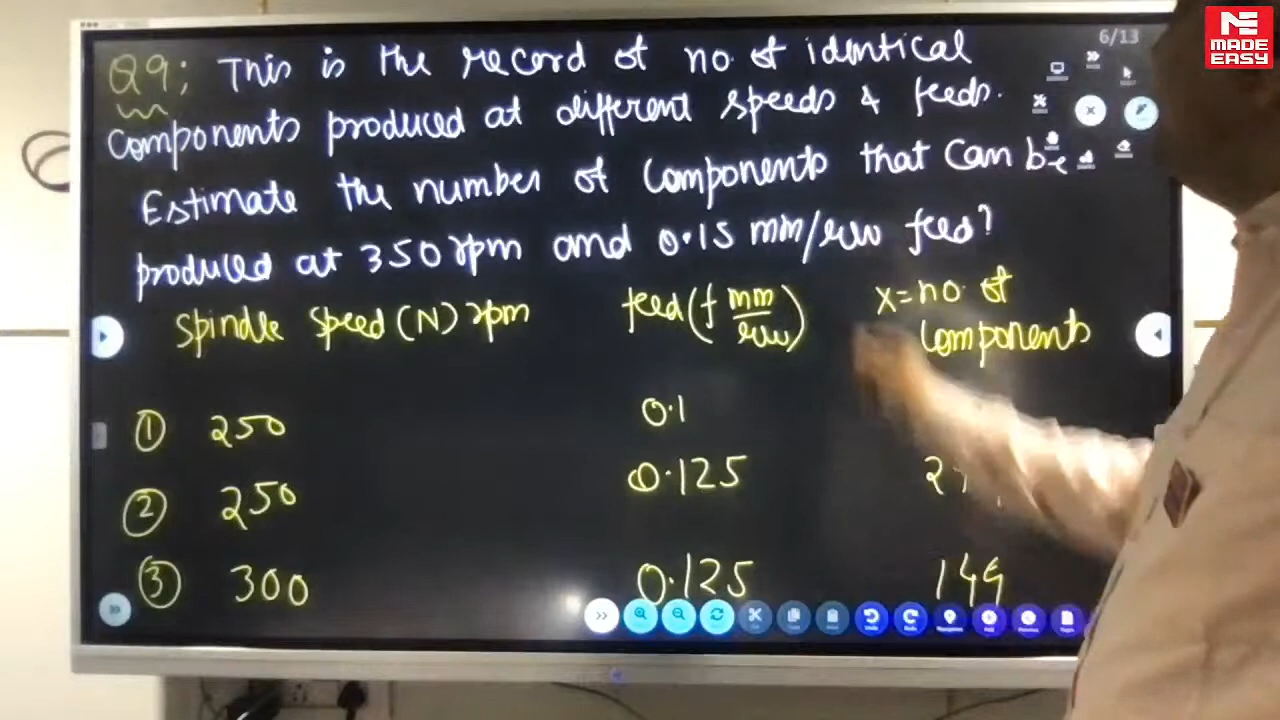 Q9; This is the record of no. of identical
components produced at different speeds & feeds.
Estimate the number of components that can be
produced at 350 rpm and 0.15 mm/rev feed?
Spindle speed (N) rpm feed (f mm/rev) x = no. of
components
① 250 0.1
② 250 0.125
③ 300 0.125 149
6/13
MADE
EASY